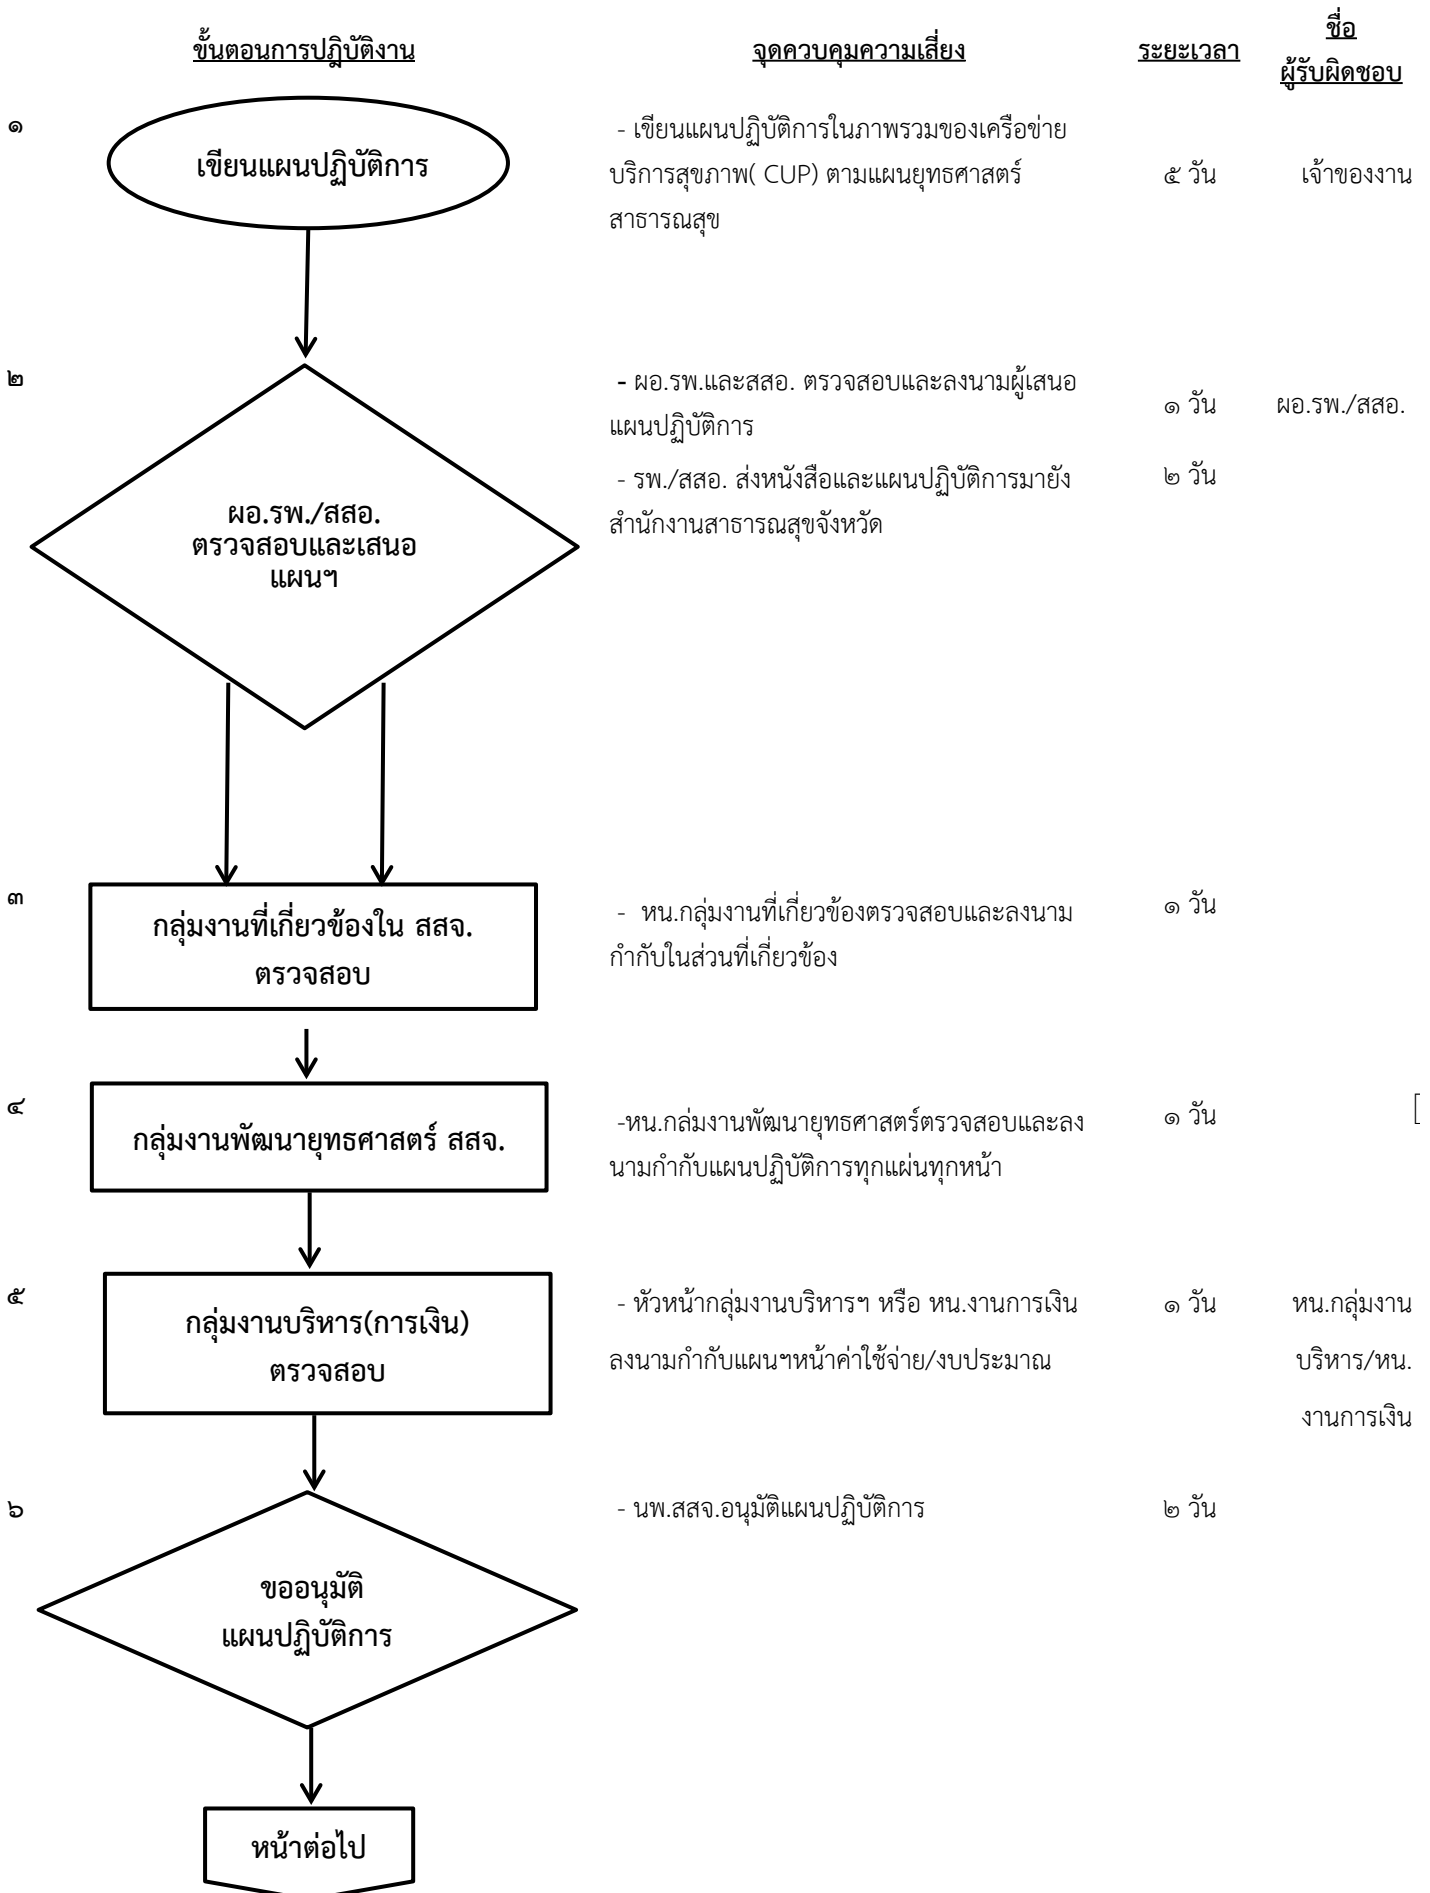 ขั้นตอนการปฏิบัติงาน
จุดควบคุมความเสี่ยง
ระยะเวลา
ชื่อ
ผู้รับผิดชอบ
๑
เขียนแผนปฏิบัติการ
- เขียนแผนปฏิบัติการในภาพรวมของเครือข่าย
บริการสุขภาพ( CUP) ตามแผนยุทธศาสตร์
สาธารณสุข
๕ วัน
เจ้าของงาน
๒
ผอ.รพ./สสอ.
ตรวจสอบและเสนอ
แผนฯ
- ผอ.รพ.และสสอ. ตรวจสอบและลงนามผู้เสนอ
แผนปฏิบัติการ
๑ วัน
ผอ.รพ./สสอ.
- รพ./สสอ. ส่งหนังสือและแผนปฏิบัติการมายัง
สำนักงานสาธารณสุขจังหวัด
๒ วัน
๓
กลุ่มงานที่เกี่ยวข้องใน สสจ.
ตรวจสอบ
- หน.กลุ่มงานที่เกี่ยวข้องตรวจสอบและลงนาม
กำกับในส่วนที่เกี่ยวข้อง
๑ วัน
๔
กลุ่มงานพัฒนายุทธศาสตร์ สสจ.
-หน.กล่มงานพัฒนายุทธศาสตร์ตรวจสอบและลง
นามกำกับแผนปฏิบัติการทุกแผ่นทุกหน้า
๑ วัน
๕
กลุ่มงานบริหาร(การเงิน)
ตรวจสอบ
- หัวหน้ากลุ่มงานบริหารฯ หรือ หน.งานการเงิน
ลงนามกำกับแผนฯหน้าค่าใช้จ่าย/งบประมาณ
๑ วัน
หน.กลุ่มงาน
บริหาร/หน.
งานการเงิน
๖
ขออนุมัติ
แผนปฏิบัติการ
- นพ.สสจ.อนุมัติแผนปฏิบัติการ
๒ วัน
หน้าต่อไป